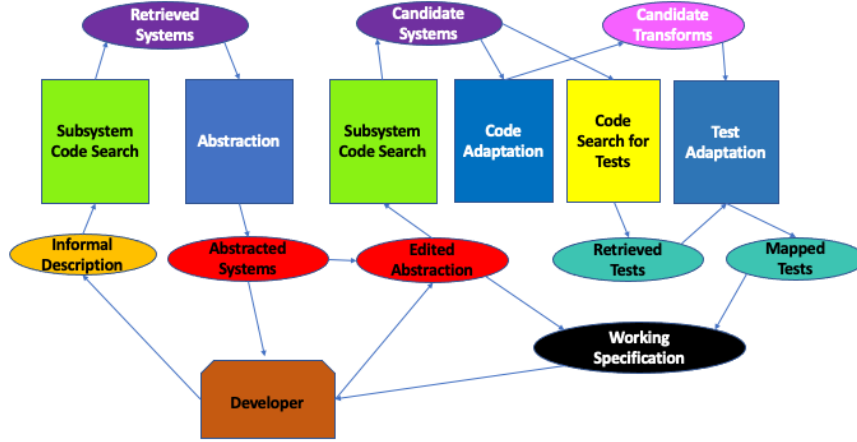 Retrieved
Systems
Candidate
Systems
Candidate
Transforms
Subsystem
Code Search
Abstraction
Subsystem
Code Search
Code
Adaptation
Code
Search for
Tests
Test
Adaptation
Informal
Description
Abstracted
Systems
Edited
Abstraction
Retrieved
Tests
Mapped
Tests
Working
Specification
Developer